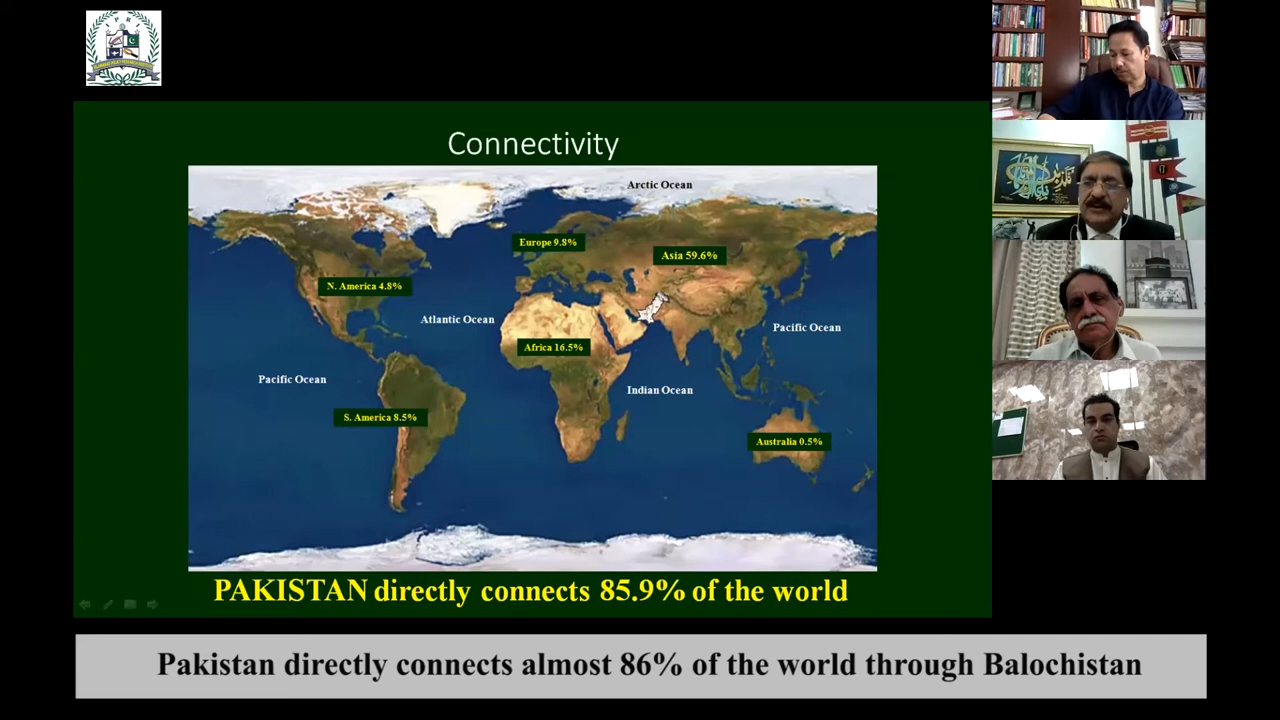 IPRI
Connectivity
Arctic Ocean
Europe 9.8%
Asia 59.6%
N. America 4.8%
Atlantic Ocean
Pacific Ocean
Africa 16.5%
Pacific Ocean
Indian Ocean
S. America 8.5%
Australia 0.5%
PAKISTAN directly connects 85.9% of the world
Pakistan directly connects almost 86% of the world through Balochistan